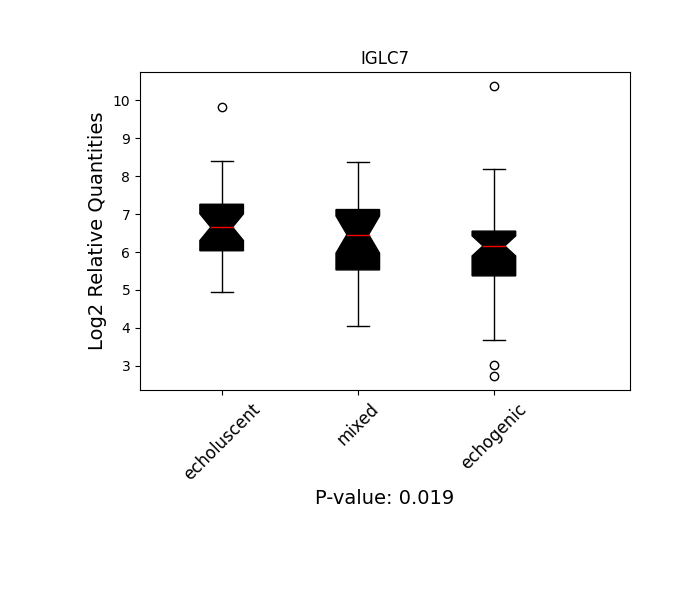 IGLC7
Log2 Relative Quantities
10
9
8
7
6
5
4
3
echoluscent
mixed
echogenic
P-value: 0.019